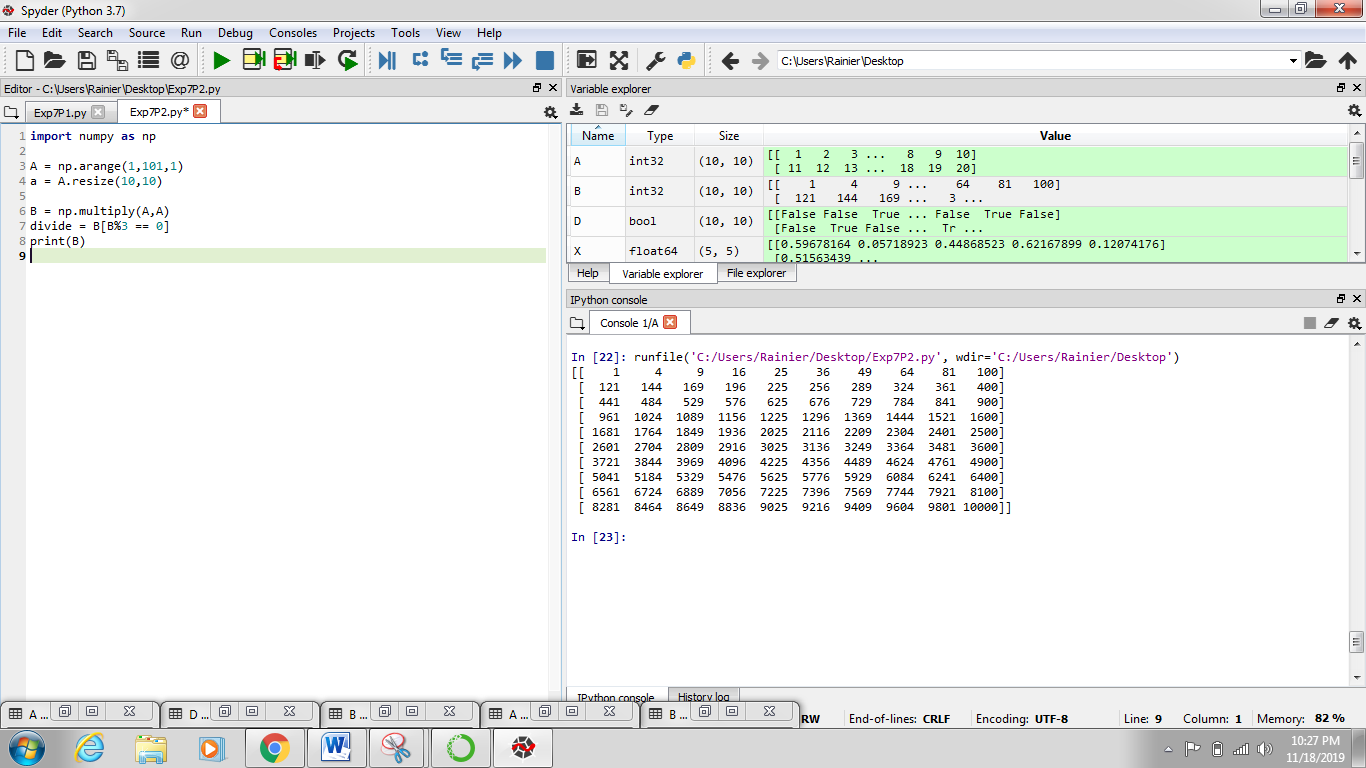 Spyder (Python 3.7)
File Edit Search Source Run Debug Consoles Projects Tools View Help
C:\Users\Rainier\Desktop
Editor - C:\Users\Rainier\Desktop\Exp7P2.py
Exp7P1.py Exp7P2.py*
1 import numpy as np
2
3 A = np.arange(1,101,1)
4 a = A.resize(10,10)
5
6 B = np.multiply(A,A)
7 divide = B[B%3 == 0]
8 print(B)
9
Variable explorer
Name Type Size Value
A int32 (10, 10) [[ 1 2 3 ... 8 9 10]
[ 11 12 13 ... 18 19 20]
B int32 (10, 10) [[ 1 4 9 ... 64 81 100]
[ 121 144 169 ... 3 ...
D bool (10, 10) [[False False True ... False True False]
[False True False ... Tr ...
X float64 (5, 5) [[0.59678164 0.05718923 0.44868523 0.62167899 0.12074176]
[0.51563439 ...
Help Variable explorer File explorer
IPython console
Console 1/A
In [22]: runfile('C:/Users/Rainier/Desktop/Exp7P2.py', wdir='C:/Users/Rainier/Desktop')
[[ 1 4 9 16 25 36 49 64 81 100]
[ 121 144 169 196 225 256 289 324 361 400]
[ 441 484 529 576 625 676 729 784 841 900]
[ 961 1024 1089 1156 1225 1296 1369 1444 1521 1600]
[ 1681 1764 1849 1936 2025 2116 2209 2304 2401 2500]
[ 2601 2704 2809 2916 3025 3136 3249 3364 3481 3600]
[ 3721 3844 3969 4096 4225 4356 4489 4624 4761 4900]
[ 5041 5184 5329 5476 5625 5776 5929 6084 6241 6400]
[ 6561 6724 6889 7056 7225 7396 7569 7744 7921 8100]
[ 8281 8464 8649 8836 9025 9216 9409 9604 9801 10000]]
In [23]:
IPython console History log
A ... D ... B ... A ... B ... RW End-of-lines: CRLF Encoding: UTF-8 Line: 9 Column: 1 Memory: 82 %
10:27 PM
11/18/2019